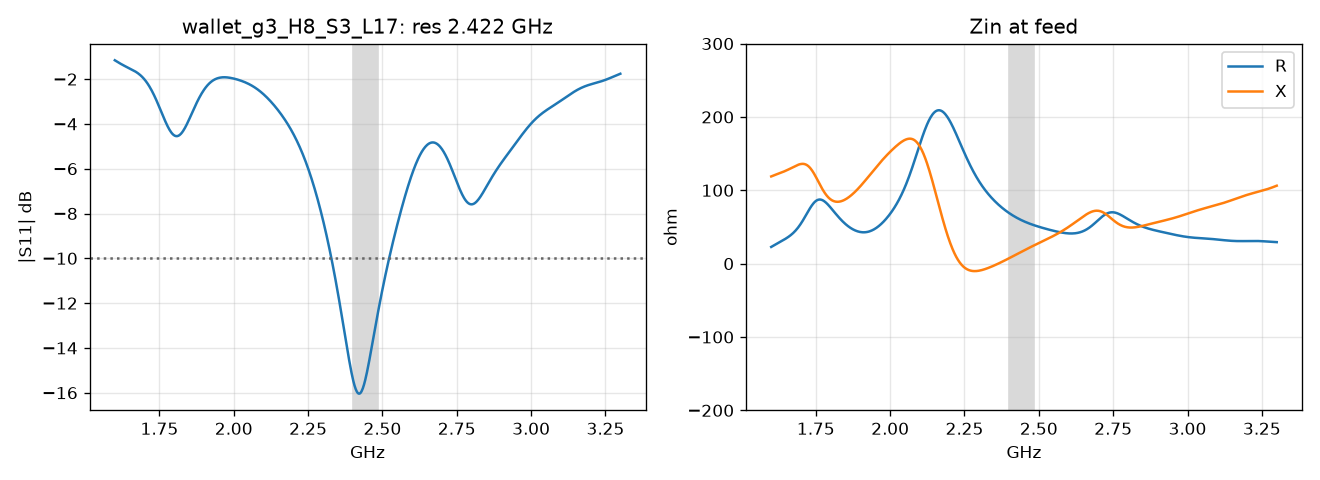 wallet_g3_H8_S3_L17: res 2.422 GHz
|S11| dB
−2
−4
−6
−8
−10
−12
−14
−16
1.75 2.00 2.25 2.50 2.75 3.00 3.25
GHz
Zin at feed
ohm
300
200
100
0
−100
−200
R
X
1.75 2.00 2.25 2.50 2.75 3.00 3.25
GHz